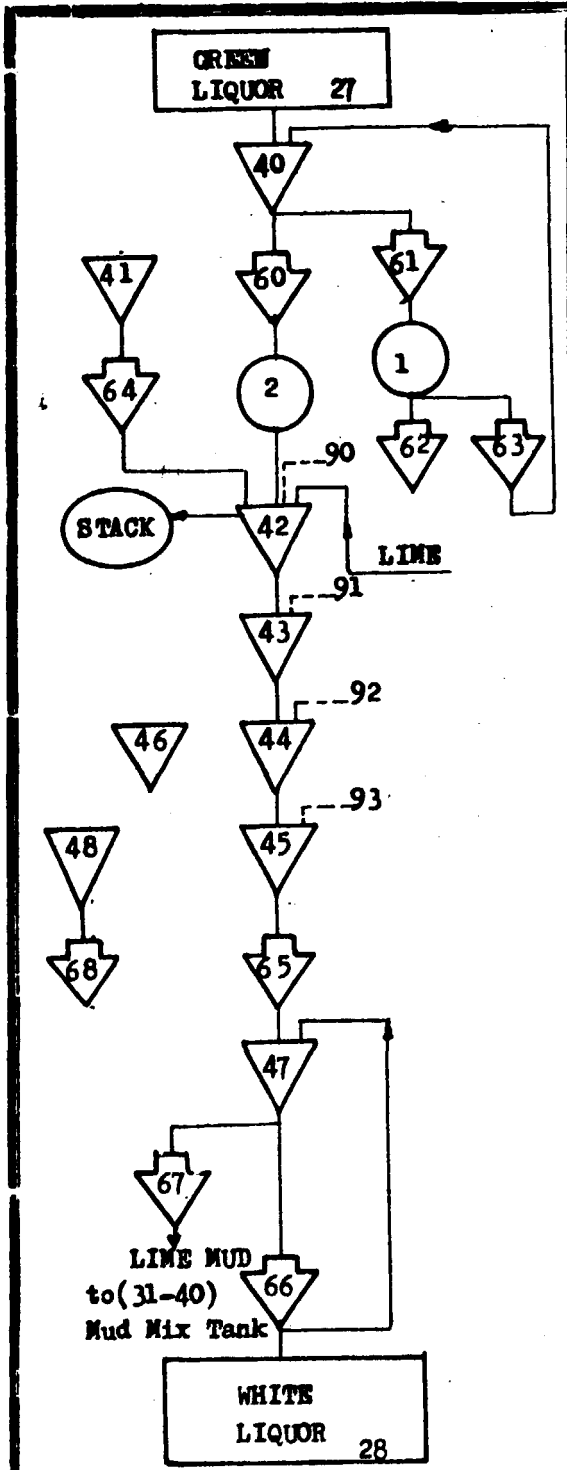 GREEN
LIQUOR 27
40
41
60
61
64
2
1
62
63
90
STACK
42
LIME
91
43
92
46
44
93
48
45
68
65
47
67
LIME MUD
to(31-40)
66
Mud Mix Tank
WHITE
LIQUOR
28